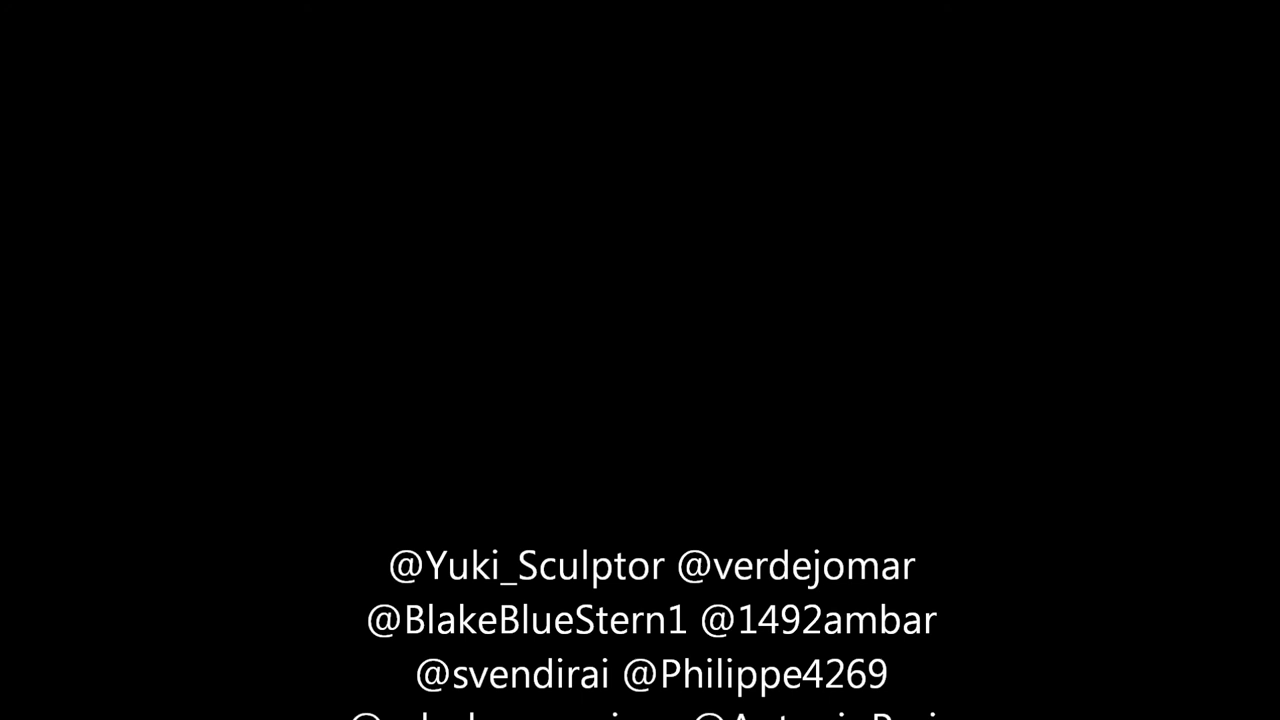 @Yuki_Sculptor @verdejomar
@BlakeBlueStern1 @1492ambar
@svendirai @Philippe4269